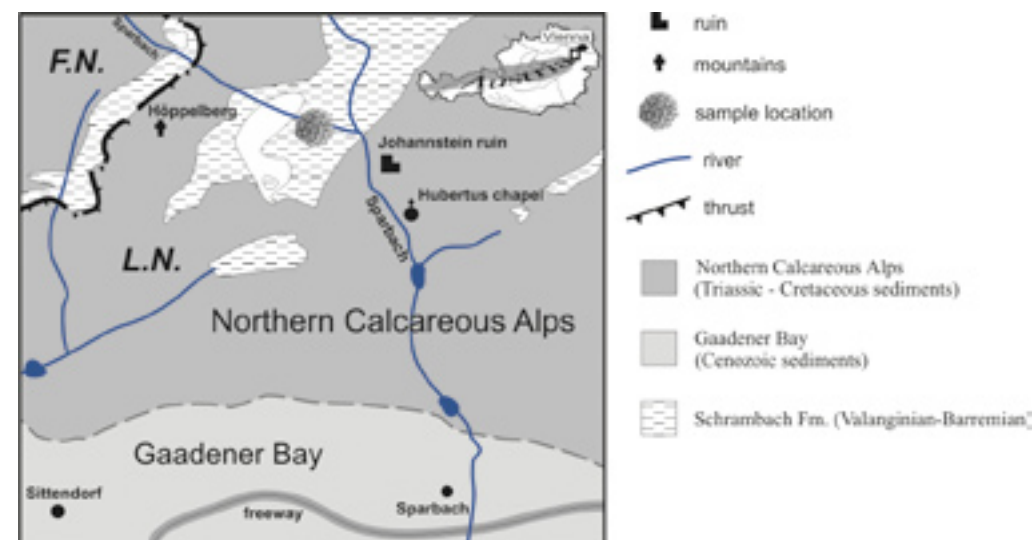 Sparbach
F.N.
Höppelberg
Vienna
Johannstein ruin
Hubertus chapel
Sparbach
L.N.
Northern Calcareous Alps
Gaadener Bay
Sittendorf
freeway
Sparbach
ruin
mountains
sample location
river
thrust
Northern Calcareous Alps
(Triassic - Cretaceous sediments)
Gaadener Bay
(Cenozoic sediments)
Schrambach Fm. (Valanginian-Barremian)